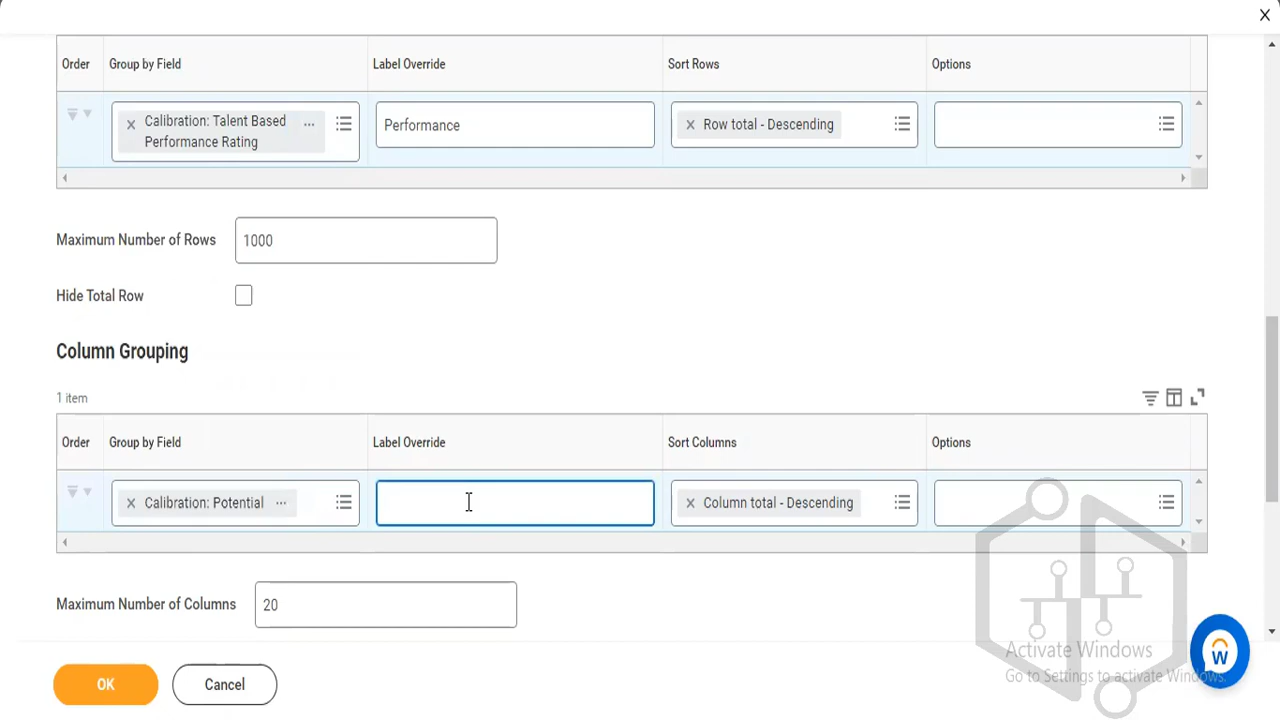 X
Order Group by Field Label Override Sort Rows Options
× Calibration: Talent Based Performance Rating ... Performance × Row total - Descending
Maximum Number of Rows 1000
Hide Total Row
Column Grouping
1 item
Order Group by Field Label Override Sort Columns Options
× Calibration: Potential ... × Column total - Descending
Maximum Number of Columns 20
Activate Windows
Go to Settings to activate Windows.
W
OK Cancel